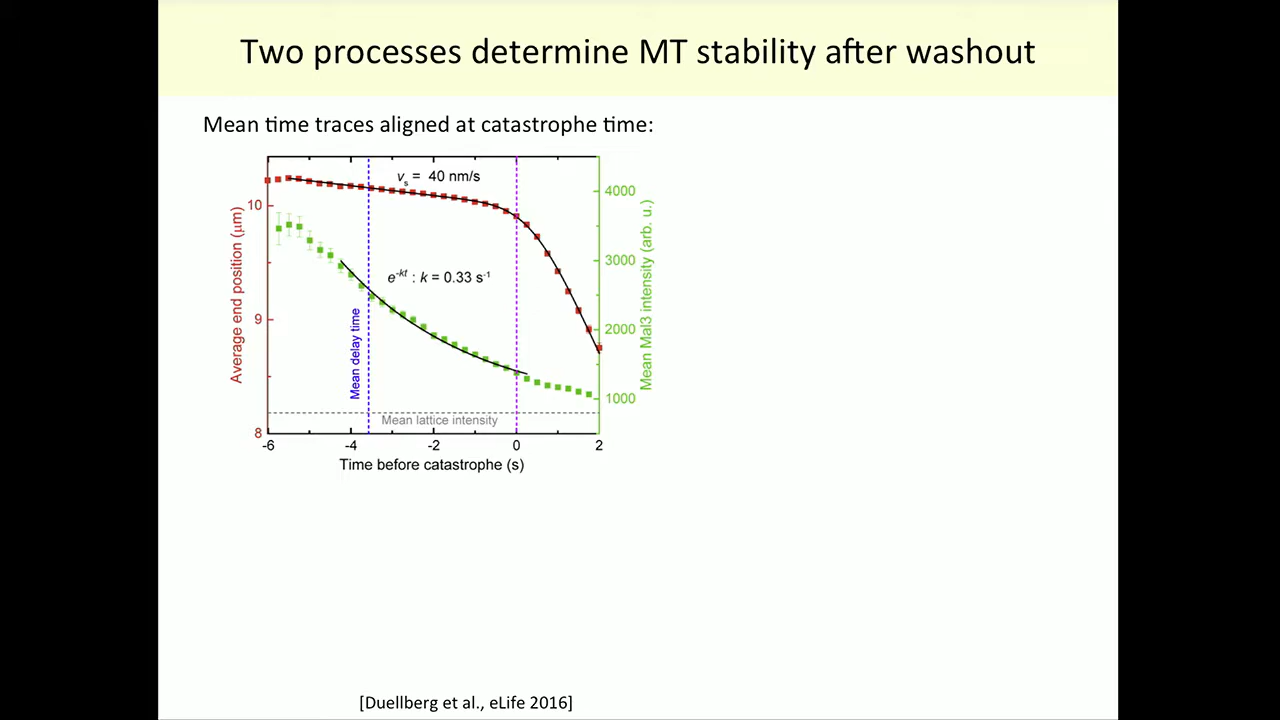 Two processes determine MT stability after washout
Mean time traces aligned at catastrophe time:
vs = 40 nm/s
e-kt : k = 0.33 s-1
Mean delay time
Mean lattice intensity
Average end position (μm)
10
9
8
Mean Mal3 intensity (arb. u.)
4000
3000
2000
1000
-6 -4 -2 0 2
Time before catastrophe (s)
[Duellberg et al., eLife 2016]